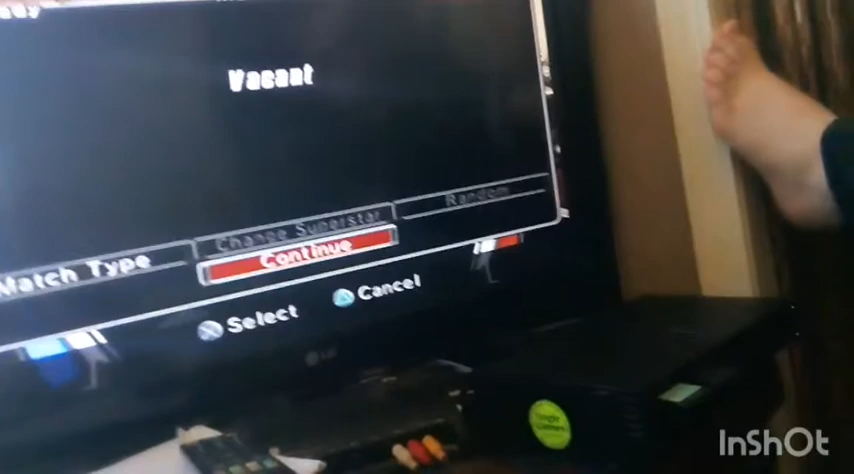 Vacant
Change Superstar
Random
Match Type
Continue
Select
Cancel
LG
InShOt